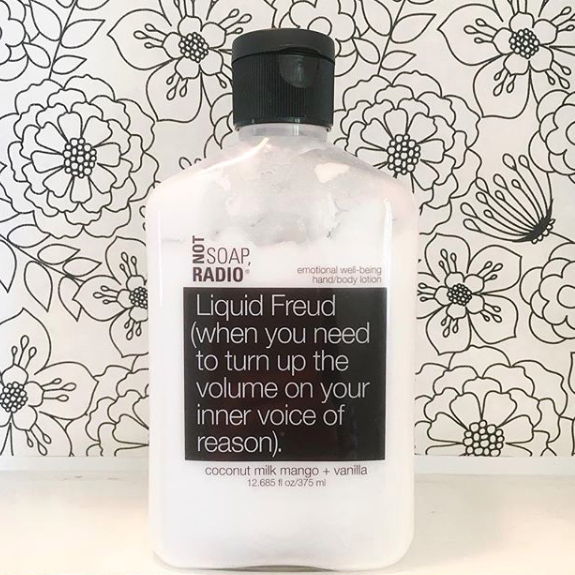 NOT
SOAP,
RADIO®
emotional well-being
hand/body lotion
Liquid Freud
(when you need
to turn up the
volume on your
inner voice of
reason).
coconut milk mango + vanilla
12.685 fl oz/375 ml